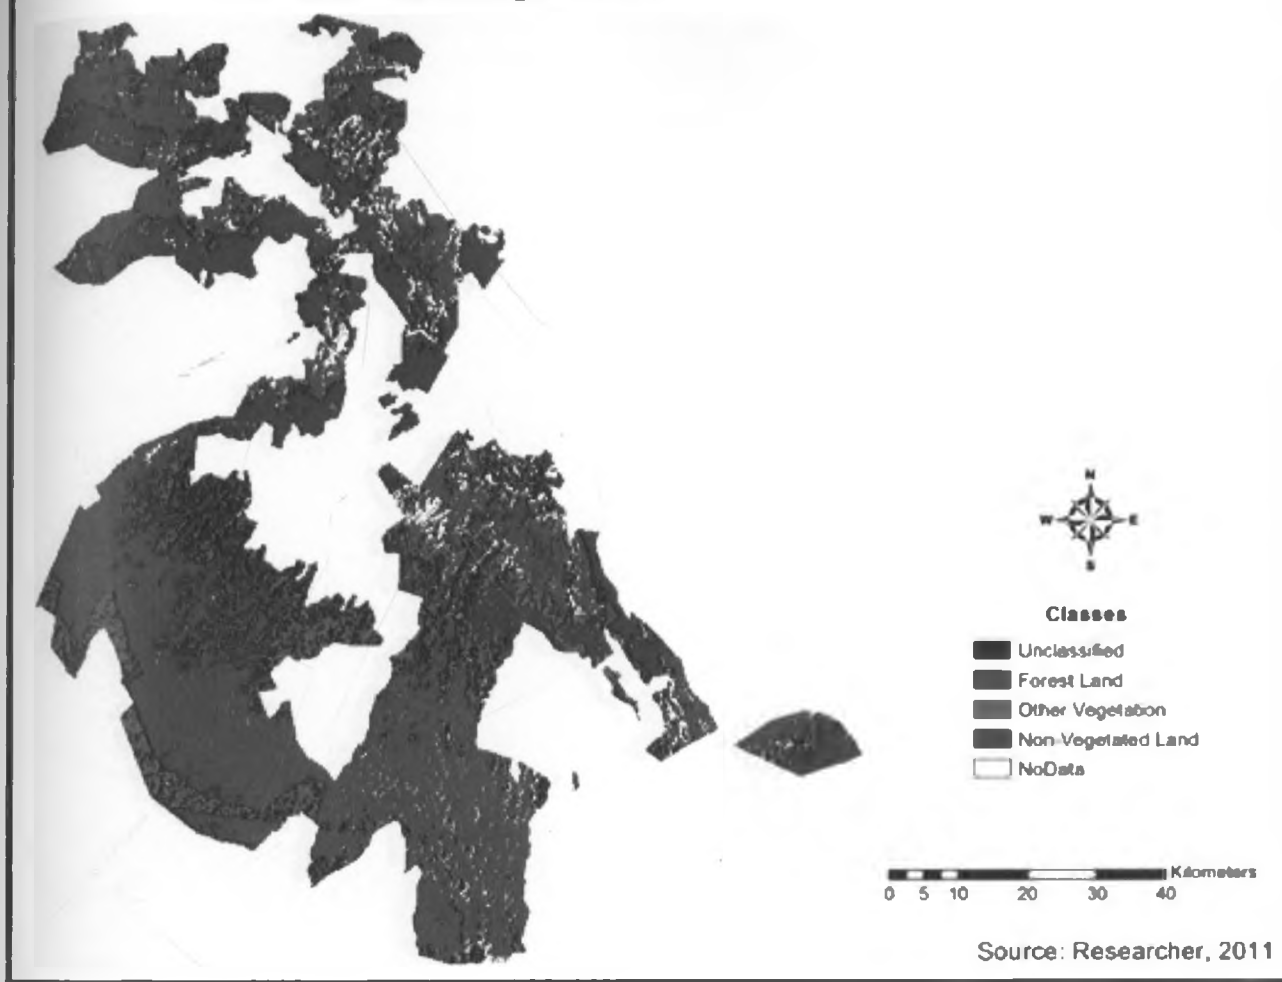 N
W E
S
Classes
Unclassified
Forest Land
Other Vegetation
Non-Vegetated Land
NoData
Kilometers
0 5 10 20 30 40
Source: Researcher, 2011